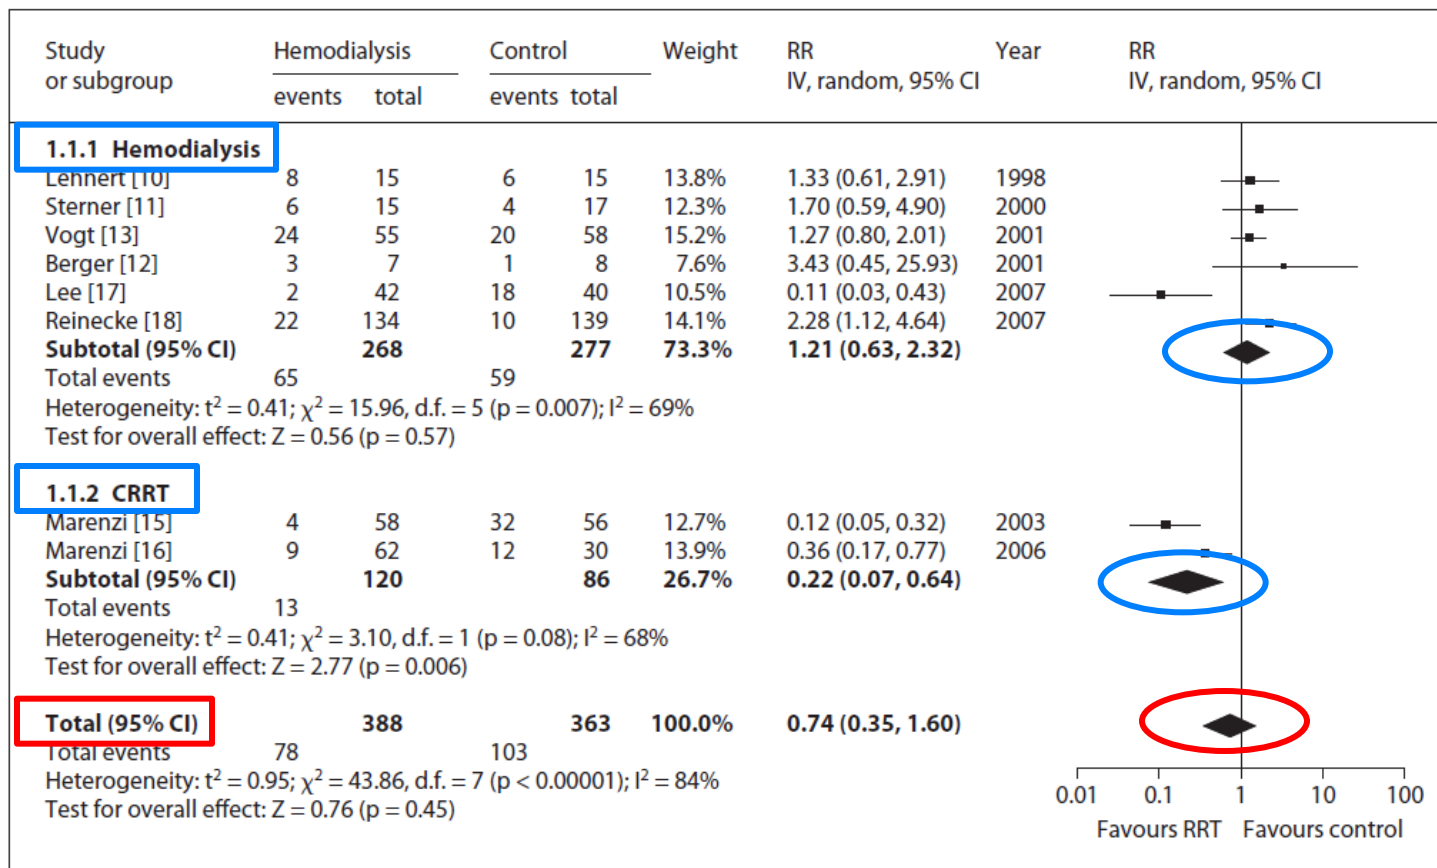 Study or subgroup Hemodialysis Control Weight RR IV, random, 95% CI Year RR IV, random, 95% CI
events total events total
1.1.1 Hemodialysis
Lehnert [10] 8 15 6 15 13.8% 1.33 (0.61, 2.91) 1998
Sterner [11] 6 15 4 17 12.3% 1.70 (0.59, 4.90) 2000
Vogt [13] 24 55 20 58 15.2% 1.27 (0.80, 2.01) 2001
Berger [12] 3 7 1 8 7.6% 3.43 (0.45, 25.93) 2001
Lee [17] 2 42 18 40 10.5% 0.11 (0.03, 0.43) 2007
Reinecke [18] 22 134 10 139 14.1% 2.28 (1.12, 4.64) 2007
Subtotal (95% CI) 268 277 73.3% 1.21 (0.63, 2.32)
Total events 65 59
Heterogeneity: t² = 0.41; χ² = 15.96, d.f. = 5 (p = 0.007); I² = 69%
Test for overall effect: Z = 0.56 (p = 0.57)
1.1.2 CRRT
Marenzi [15] 4 58 32 56 12.7% 0.12 (0.05, 0.32) 2003
Marenzi [16] 9 62 12 30 13.9% 0.36 (0.17, 0.77) 2006
Subtotal (95% CI) 120 86 26.7% 0.22 (0.07, 0.64)
Total events 13
Heterogeneity: t² = 0.41; χ² = 3.10, d.f. = 1 (p = 0.08); I² = 68%
Test for overall effect: Z = 2.77 (p = 0.006)
Total (95% CI) 388 363 100.0% 0.74 (0.35, 1.60)
Total events 78 103
Heterogeneity: t² = 0.95; χ² = 43.86, d.f. = 7 (p < 0.00001); I² = 84%
Test for overall effect: Z = 0.76 (p = 0.45)
0.01 0.1 1 10 100
Favours RRT Favours control